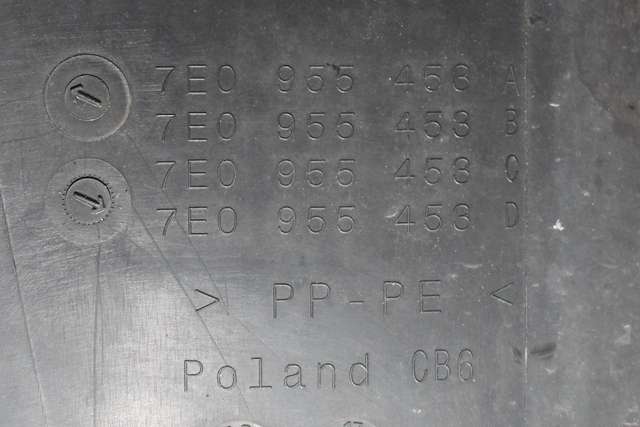 7E0 955 453 A
7E0 955 453 B
7E0 955 453 C
7E0 955 453 D
> PP-PE <
Poland CB6